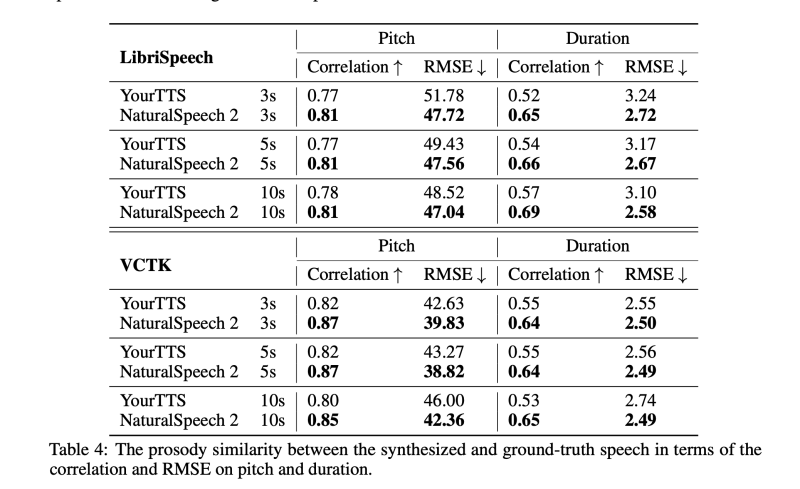 LibriSpeech Pitch Duration
Correlation ↑ RMSE ↓ Correlation ↑ RMSE ↓
YourTTS 3s 0.77 51.78 0.52 3.24
NaturalSpeech 2 3s 0.81 47.72 0.65 2.72
YourTTS 5s 0.77 49.43 0.54 3.17
NaturalSpeech 2 5s 0.81 47.56 0.66 2.67
YourTTS 10s 0.78 48.52 0.57 3.10
NaturalSpeech 2 10s 0.81 47.04 0.69 2.58
VCTK Pitch Duration
Correlation ↑ RMSE ↓ Correlation ↑ RMSE ↓
YourTTS 3s 0.82 42.63 0.55 2.55
NaturalSpeech 2 3s 0.87 39.83 0.64 2.50
YourTTS 5s 0.82 43.27 0.55 2.56
NaturalSpeech 2 5s 0.87 38.82 0.64 2.49
YourTTS 10s 0.80 46.00 0.53 2.74
NaturalSpeech 2 10s 0.85 42.36 0.65 2.49
Table 4: The prosody similarity between the synthesized and ground-truth speech in terms of the
correlation and RMSE on pitch and duration.